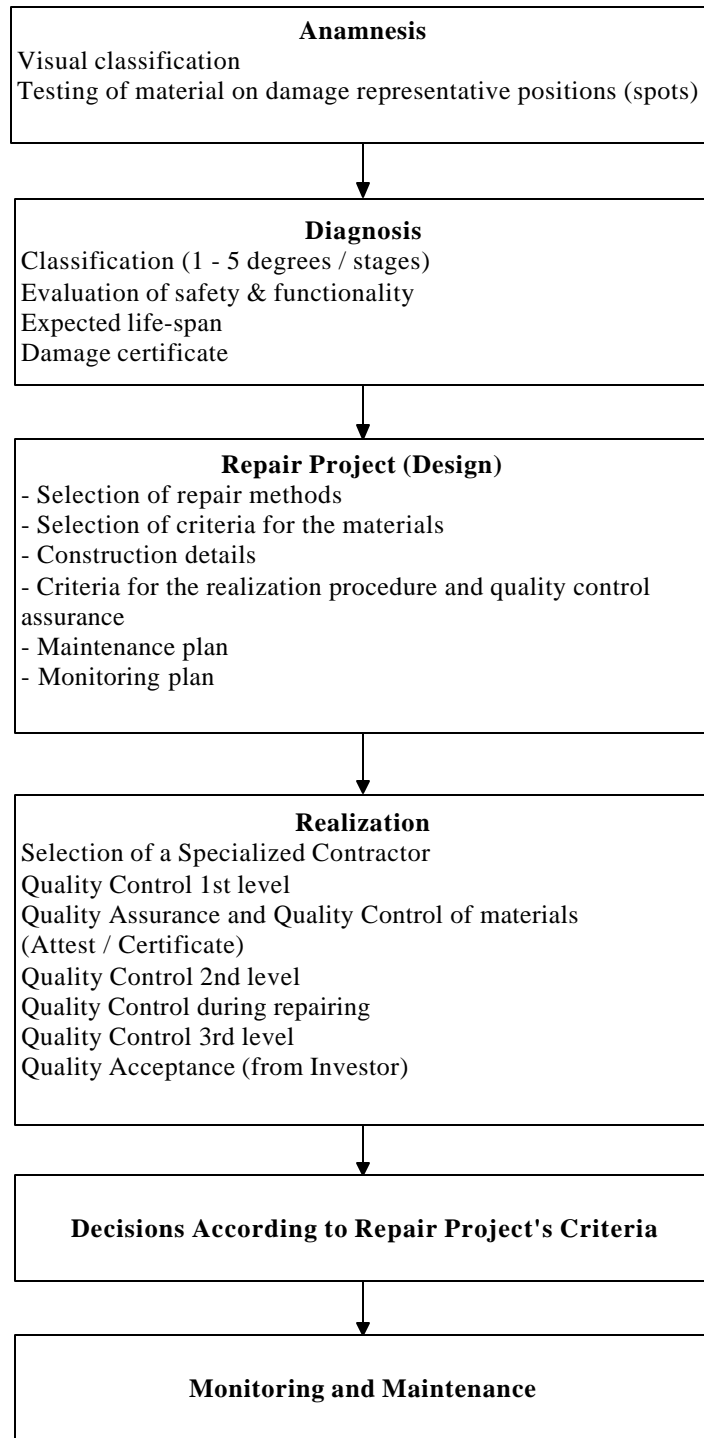 Anamnesis
Visual classification
Testing of material on damage representative positions (spots)
Diagnosis
Classification (1 - 5 degrees / stages)
Evaluation of safety & functionality
Expected life-span
Damage certificate
Repair Project (Design)
- Selection of repair methods
- Selection of criteria for the materials
- Construction details
- Criteria for the realization procedure and quality control
assurance
- Maintenance plan
- Monitoring plan
Realization
Selection of a Specialized Contractor
Quality Control 1st level
Quality Assurance and Quality Control of materials
(Attest / Certificate)
Quality Control 2nd level
Quality Control during repairing
Quality Control 3rd level
Quality Acceptance (from Investor)
Decisions According to Repair Project's Criteria
Monitoring and Maintenance